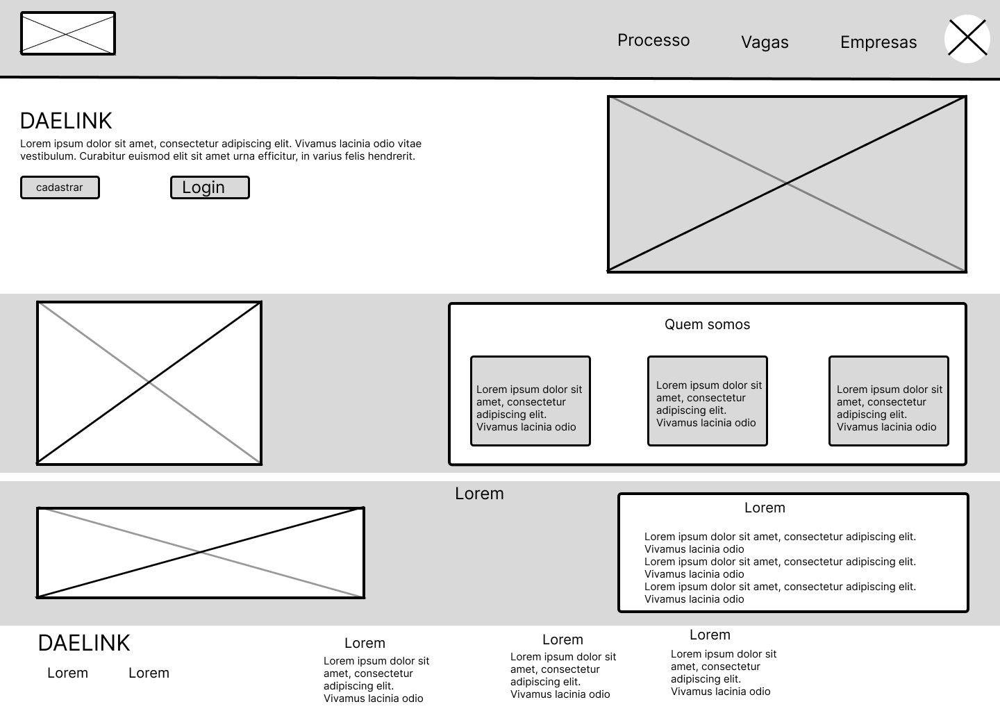 Processo
Vagas
Empresas
DAELINK
Lorem ipsum dolor sit amet, consectetur adipiscing elit. Vivamus lacinia odio vitae
vestibulum. Curabitur euismod elit sit amet urna efficitur, in varius felis hendrerit.
cadastrar
Login
Quem somos
Lorem ipsum dolor sit
amet, consectetur
adipiscing elit.
Vivamus lacinia odio
Lorem ipsum dolor sit
amet, consectetur
adipiscing elit.
Vivamus lacinia odio
Lorem ipsum dolor sit
amet, consectetur
adipiscing elit.
Vivamus lacinia odio
Lorem
Lorem
Lorem ipsum dolor sit amet, consectetur adipiscing elit.
Vivamus lacinia odio
Lorem ipsum dolor sit amet, consectetur adipiscing elit.
Vivamus lacinia odio
Lorem ipsum dolor sit amet, consectetur adipiscing elit.
Vivamus lacinia odio
DAELINK
Lorem
Lorem
Lorem
Lorem ipsum dolor sit
amet, consectetur
adipiscing elit.
Vivamus lacinia odio
Lorem
Lorem ipsum dolor sit
amet, consectetur
adipiscing elit.
Vivamus lacinia odio
Lorem
Lorem ipsum dolor sit
amet, consectetur
adipiscing elit.
Vivamus lacinia odio